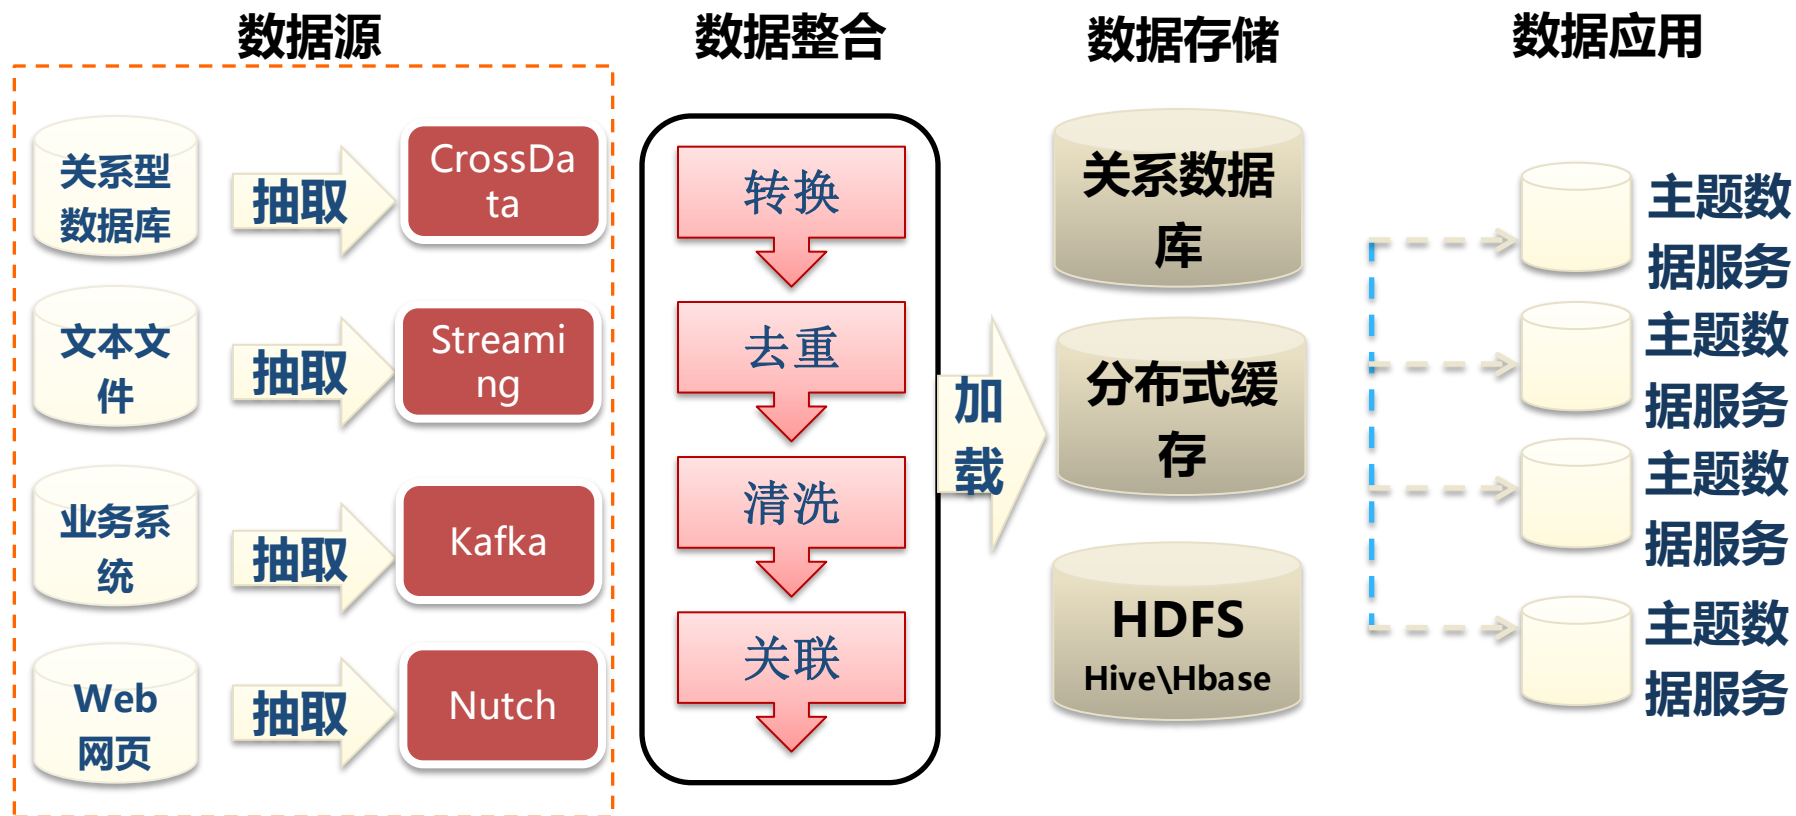 数据源
数据整合
数据存储
数据应用
关系型
数据库
抽取
CrossDa
ta
文本文
件
抽取
Streami
ng
业务系
统
抽取
Kafka
Web
网页
抽取
Nutch
转换
去重
清洗
关联
加
载
关系数据
库
分布式缓
存
HDFS
Hive\Hbase
主题数
据服务
主题数
据服务
主题数
据服务
主题数
据服务